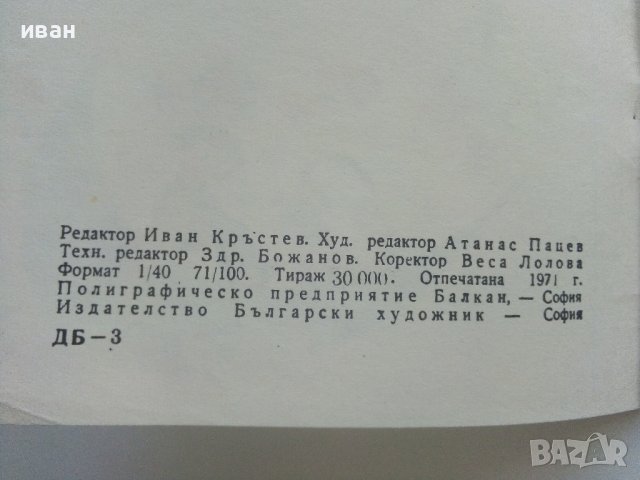 иван
Редактор Иван Кръстев. Худ. редактор Атанас Пацев
Техн. редактор Здр. Божанов. Коректор Веса Лолова
Формат 1/40 71/100. Тираж 30 000. Отпечатана 1971 г.
Полиграфическо предприятие Балкан, — София
Издателство Български художник — София
ДБ — 3
BAZAR